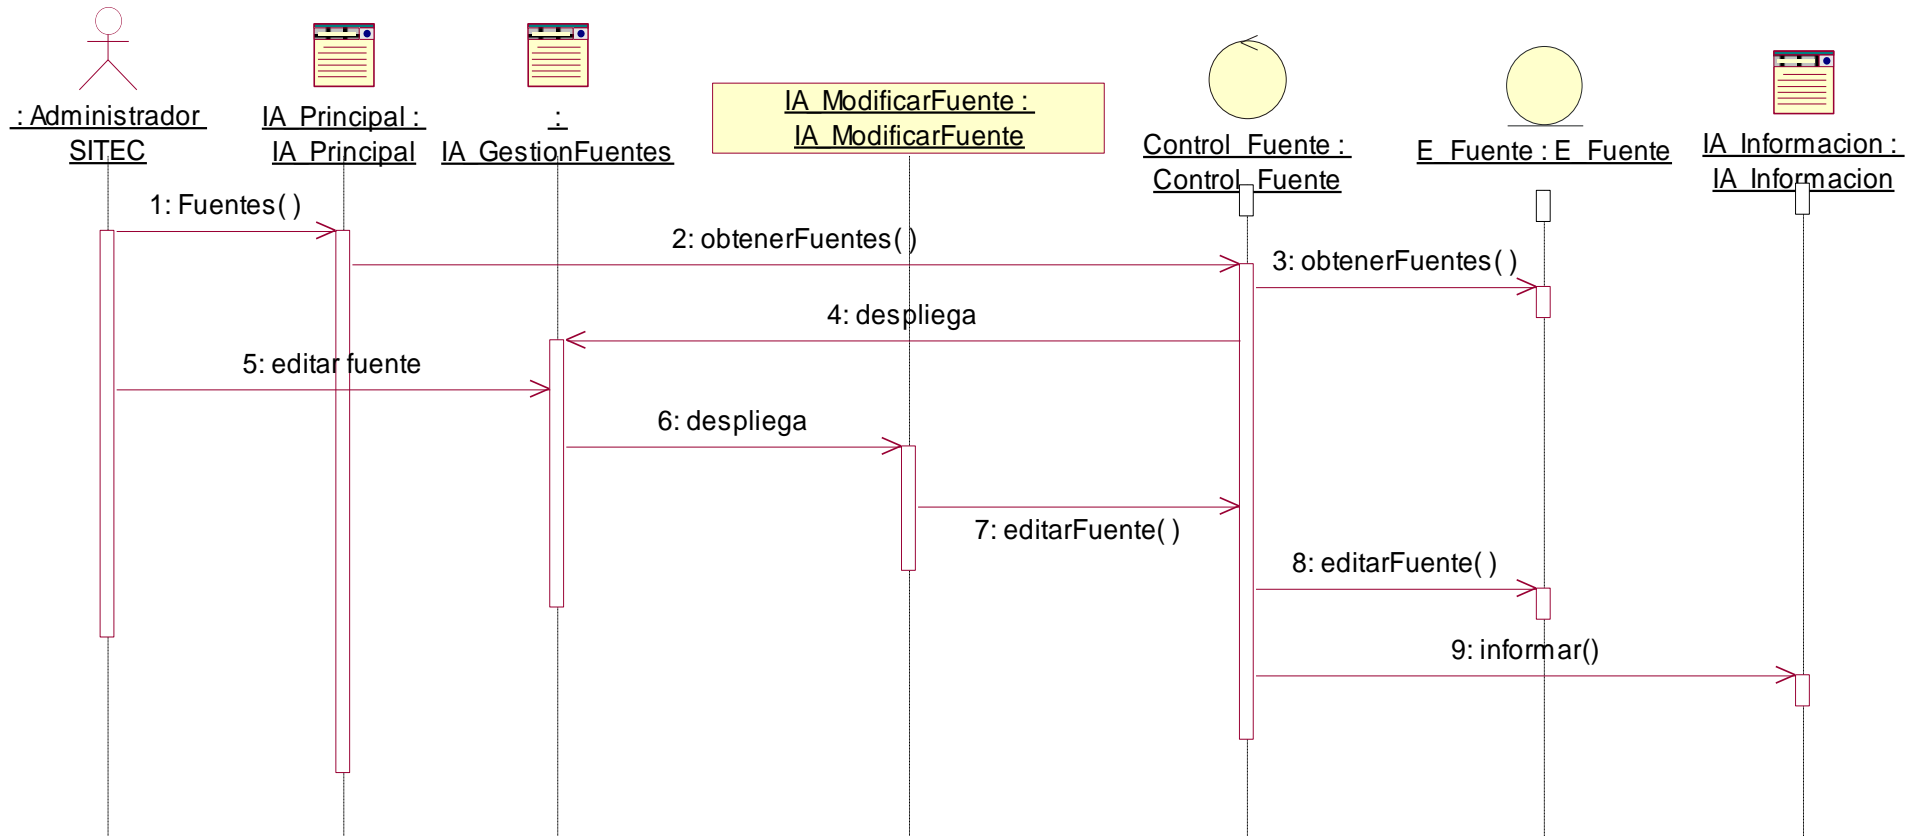 : Administrador
SITEC
IA_Principal :
IA_Principal
:
IA_GestionFuentes
IA_ModificarFuente :
IA_ModificarFuente
Control_Fuente :
Control_Fuente
E_Fuente : E_Fuente
IA_Informacion :
IA_Informacion
1: Fuentes( )
2: obtenerFuentes( )
3: obtenerFuentes( )
4: despliega
5: editar fuente
6: despliega
7: editarFuente( )
8: editarFuente( )
9: informar()